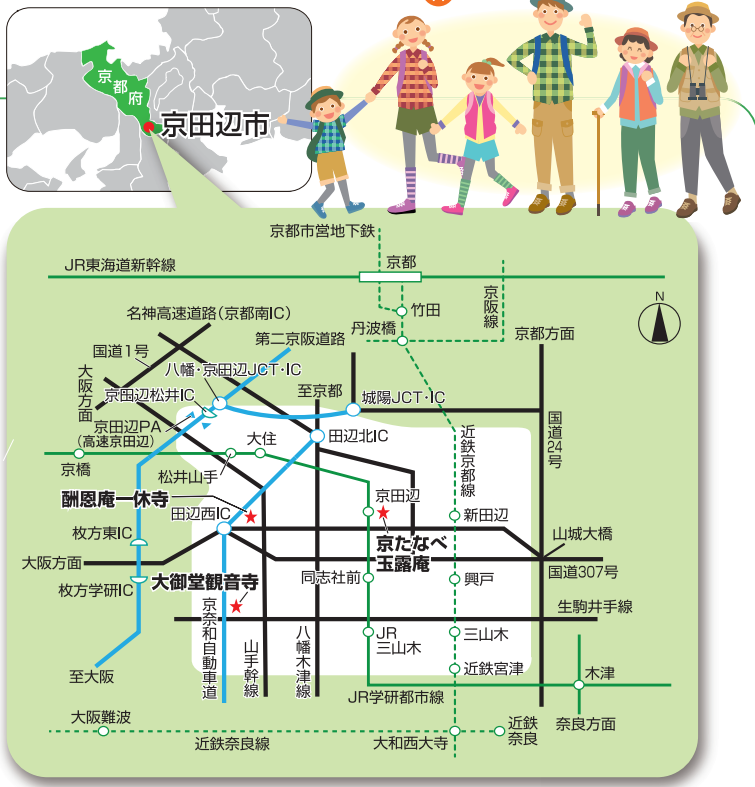 京都府
京田辺市
京都市営地下鉄
JR東海道新幹線
京都
京阪線
竹田
丹波橋
N
名神高速道路(京都南IC)
第二京阪道路
京都方面
国道1号
大阪方面
八幡・京田辺JCT・IC
京田辺松井IC
至京都
城陽JCT・IC
京田辺PA
(高速京田辺)
田辺北IC
国道24号
大住
近鉄京都線
京橋
松井山手
酬恩庵一休寺
京田辺
田辺西IC
新田辺
枚方東IC
京たなべ
玉露庵
山城大橋
大阪方面
国道307号
大御堂観音寺
同志社前
興戸
枚方学研IC
生駒井手線
京奈和自動車道
山手幹線
八幡木津線
JR
三山木
三山木
至大阪
近鉄宮津
木津
JR学研都市線
大阪難波
近鉄
奈良
奈良方面
近鉄奈良線
大和西大寺